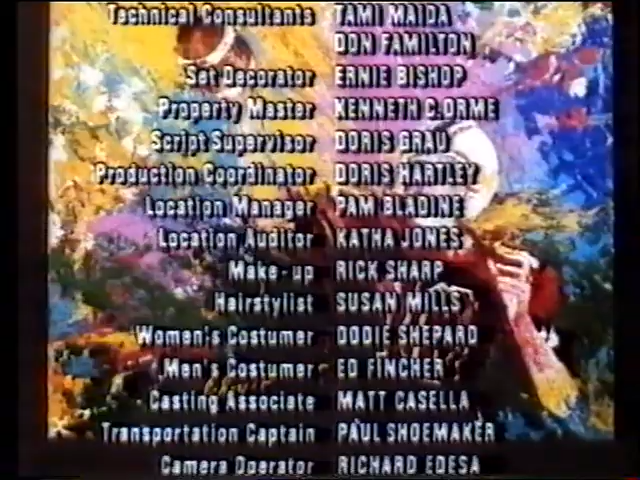 Technical Consultants TAMI MAIDA
DON FAMILTON
Set Decorator ERNIE BISHOP
Property Master KENNETH C. ORME
Script Supervisor DORIS GRAU
Production Coordinator DORIS HARTLEY
Location Manager PAM BLADINE
Location Auditor KATHA JONES
Make-up RICK SHARP
Hairstylist SUSAN MILLS
Women's Costumer DODIE SHEPARD
Men's Costumer ED FINCHER
Casting Associate MATT CASELLA
Transportation Captain PAUL SHOEMAKER
Camera Operator RICHARD EDESA